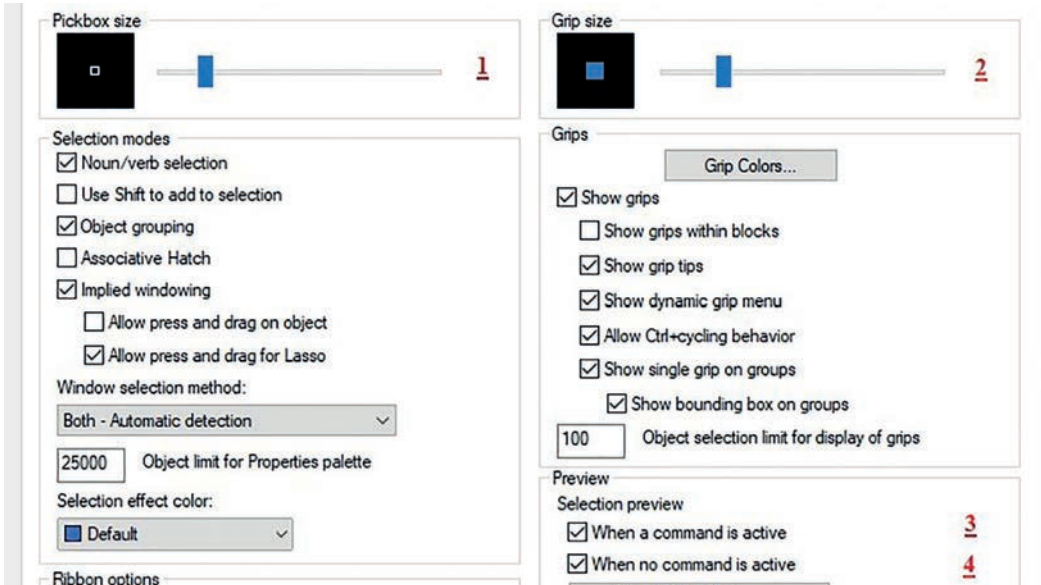 Pickbox size
1
Selection modes
Noun/verb selection
Use Shift to add to selection
Object grouping
Associative Hatch
Implied windowing
Allow press and drag on object
Allow press and drag for Lasso
Window selection method:
Both - Automatic detection
25000 Object limit for Properties palette
Selection effect color:
Default
Ribbon options
Grip size
2
Grips
Grip Colors...
Show grips
Show grips within blocks
Show grip tips
Show dynamic grip menu
Allow Ctrl+cycling behavior
Show single grip on groups
Show bounding box on groups
100 Object selection limit for display of grips
Preview
Selection preview
When a command is active 3
When no command is active 4